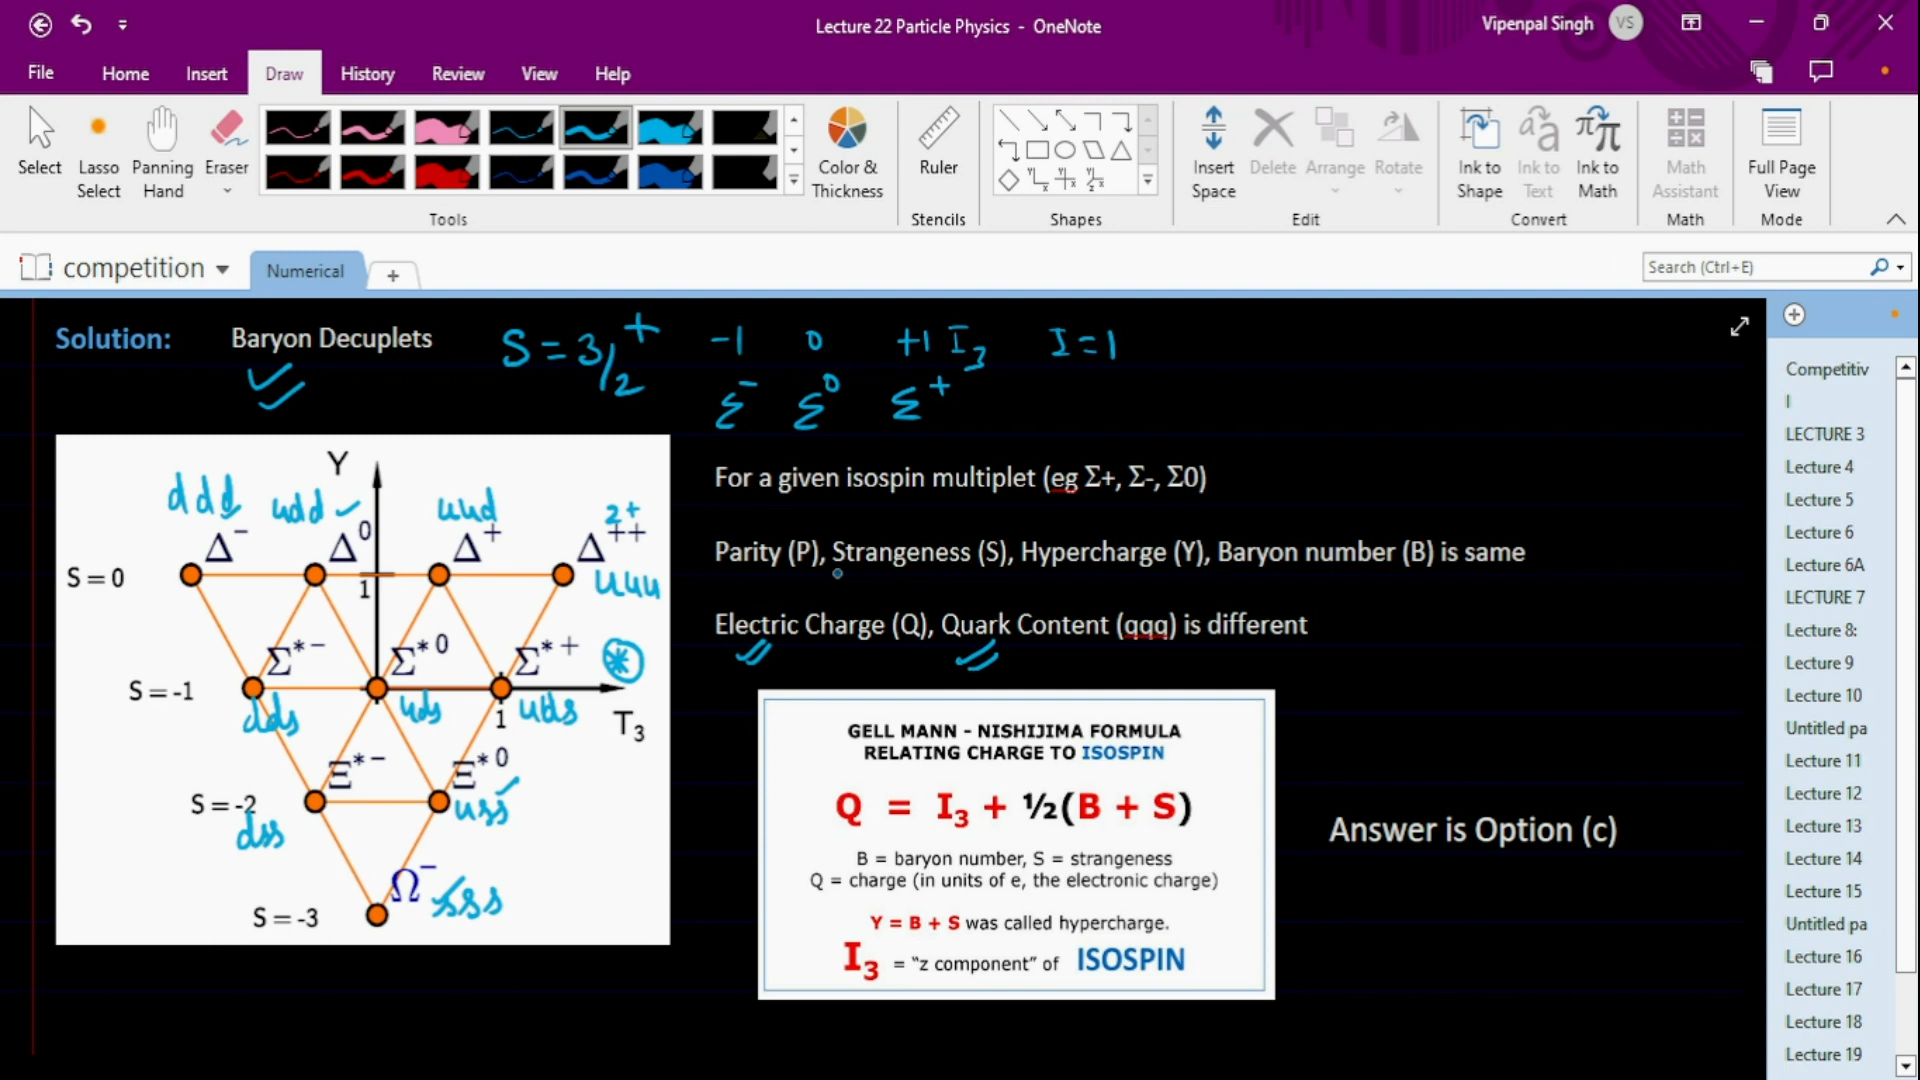 Lecture 22 Particle Physics - OneNote
Vipenpal Singh VS
File Home Insert Draw History Review View Help
Select Lasso Select Panning Hand Eraser
Color & Thickness
Ruler
Insert Space Delete Arrange Rotate
Ink to Shape Ink to Text Ink to Math
Math Assistant
Full Page View
Tools Stencils Shapes Edit Convert Math Mode
competition Numerical +
Search (Ctrl+E)
Solution: Baryon Decuplets S = 3/2 + -1 0 +1 I3 I = 1
Σ- Σ0 Σ+
For a given isospin multiplet (eg Σ+, Σ-, Σ0)
Parity (P), Strangeness (S), Hypercharge (Y), Baryon number (B) is same
Electric Charge (Q), Quark Content (qqq) is different
Y
ddd udd uud 2+
Δ- Δ0 Δ+ Δ++
S = 0 1 uuu
Σ*- Σ*0 Σ*+ *
S = -1
dds uds 1 T3
Ξ*- Ξ*0
S = -2 uss
dss
Ω- sss
S = -3
GELL MANN - NISHIJIMA FORMULA
RELATING CHARGE TO ISOSPIN
Q = I3 + ½(B + S)
B = baryon number, S = strangeness
Q = charge (in units of e, the electronic charge)
Y = B + S was called hypercharge.
I3 = "z component" of ISOSPIN
Answer is Option (c)
Competitiv
I
LECTURE 3
Lecture 4
Lecture 5
Lecture 6
Lecture 6A
LECTURE 7
Lecture 8:
Lecture 9
Lecture 10
Untitled pa
Lecture 11
Lecture 12
Lecture 13
Lecture 14
Lecture 15
Untitled pa
Lecture 16
Lecture 17
Lecture 18
Lecture 19